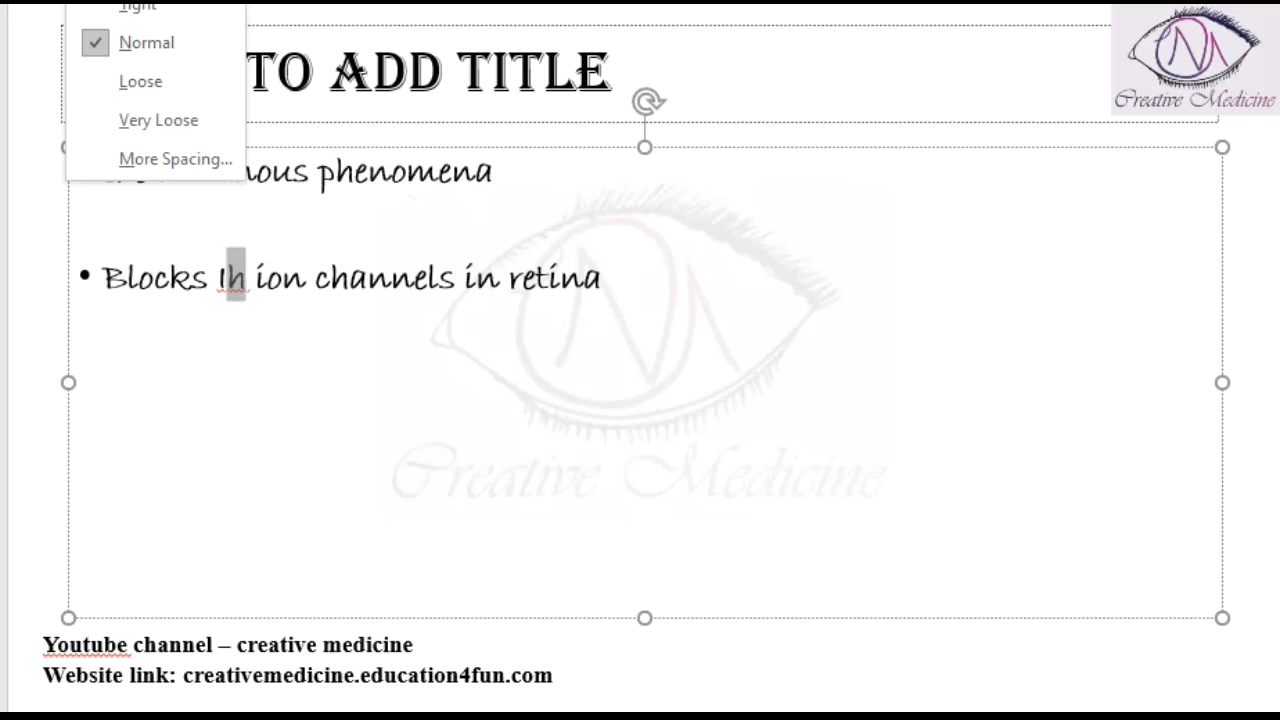 Tight
Normal
Loose
Very Loose
More Spacing...
TO ADD TITLE
Creative Medicine
phenomena
• Blocks Ih ion channels in retina
Creative Medicine
Youtube channel – creative medicine
Website link: creativemedicine.education4fun.com